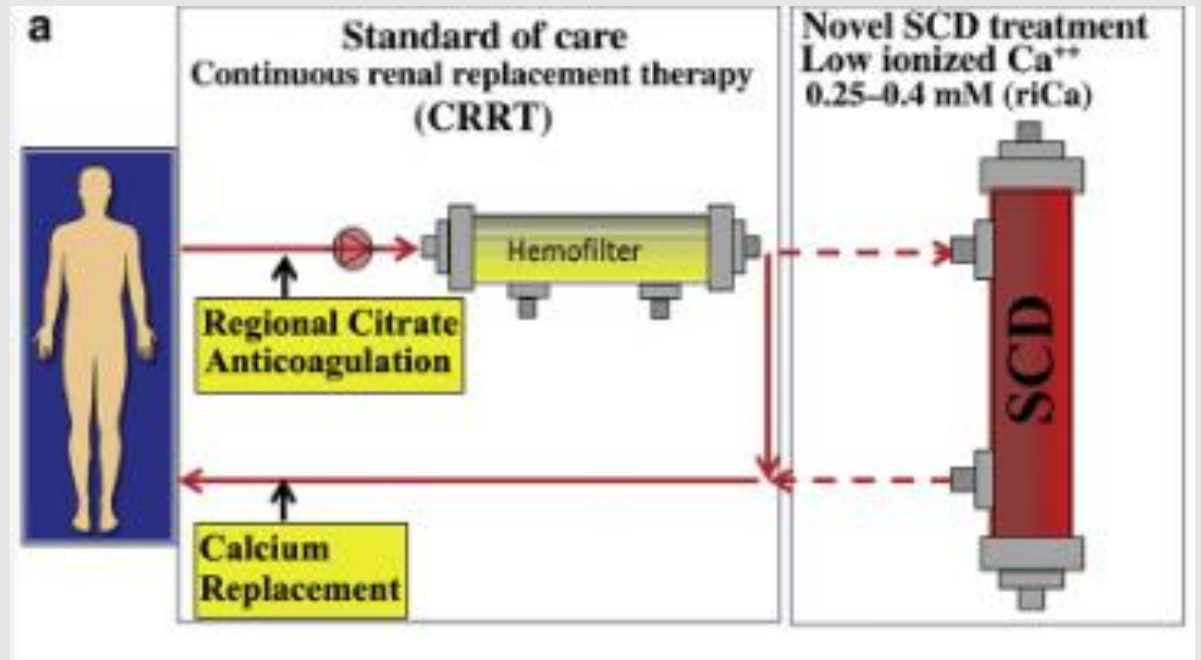 a
Standard of care
Continuous renal replacement therapy
(CRRT)
Novel SCD treatment
Low ionized Ca⁺⁺
0.25–0.4 mM (riCa)
Hemofilter
Regional Citrate
Anticoagulation
SCD
Calcium
Replacement